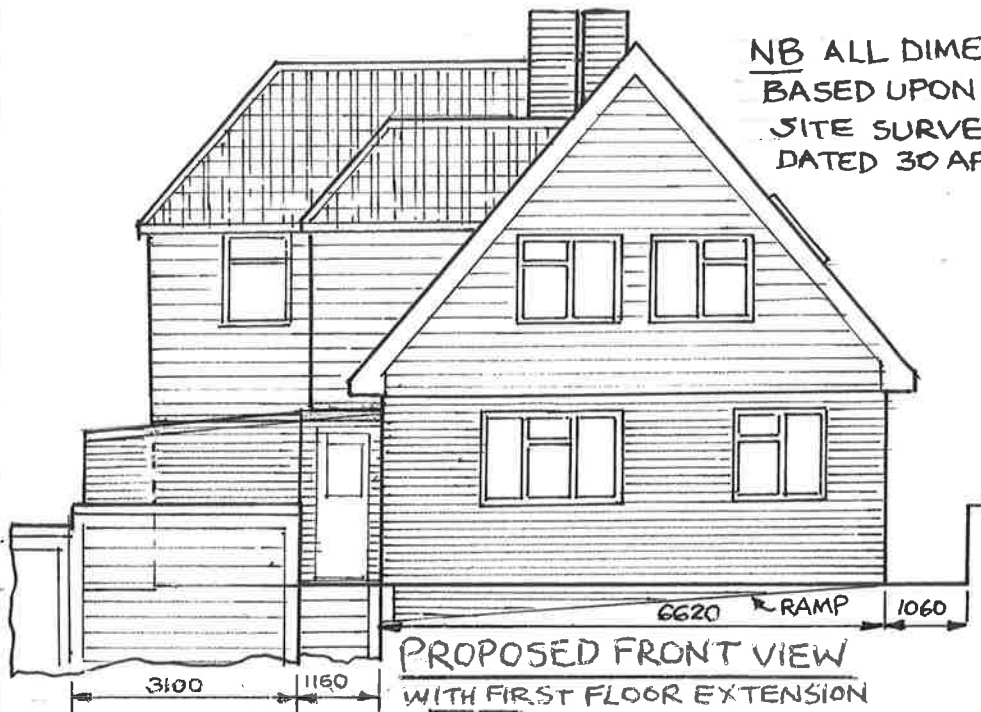 NB ALL DIME
BASED UPON
SITE SURVE
DATED 30 AP
6620
RAMP
1060
3100
1160
PROPOSED FRONT VIEW
WITH FIRST FLOOR EXTENSION